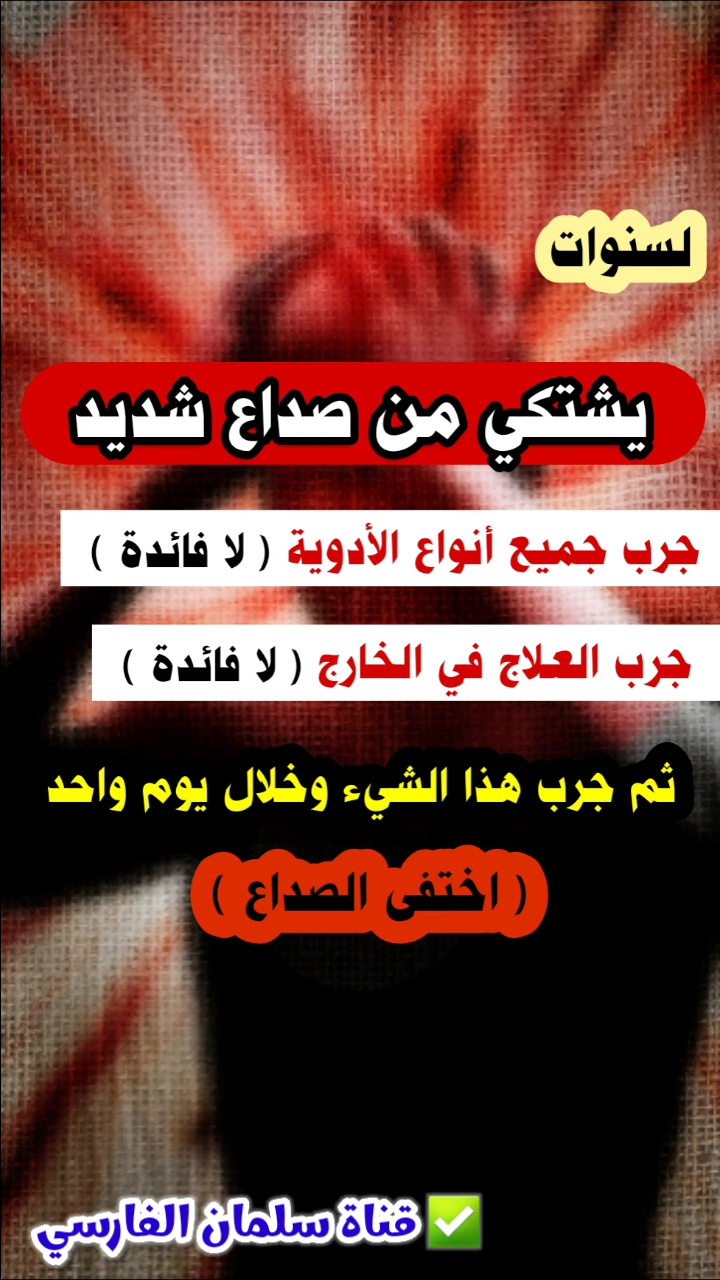 لسنوات
يشتكي من صداع شديد
جرب جميع أنواع الأدوية ( لا فائدة )
جرب العلاج في الخارج ( لا فائدة )
ثم جرب هذا الشيء وخلال يوم واحد
( اختفى الصداع )
✅ قناة سلمان الفارسي